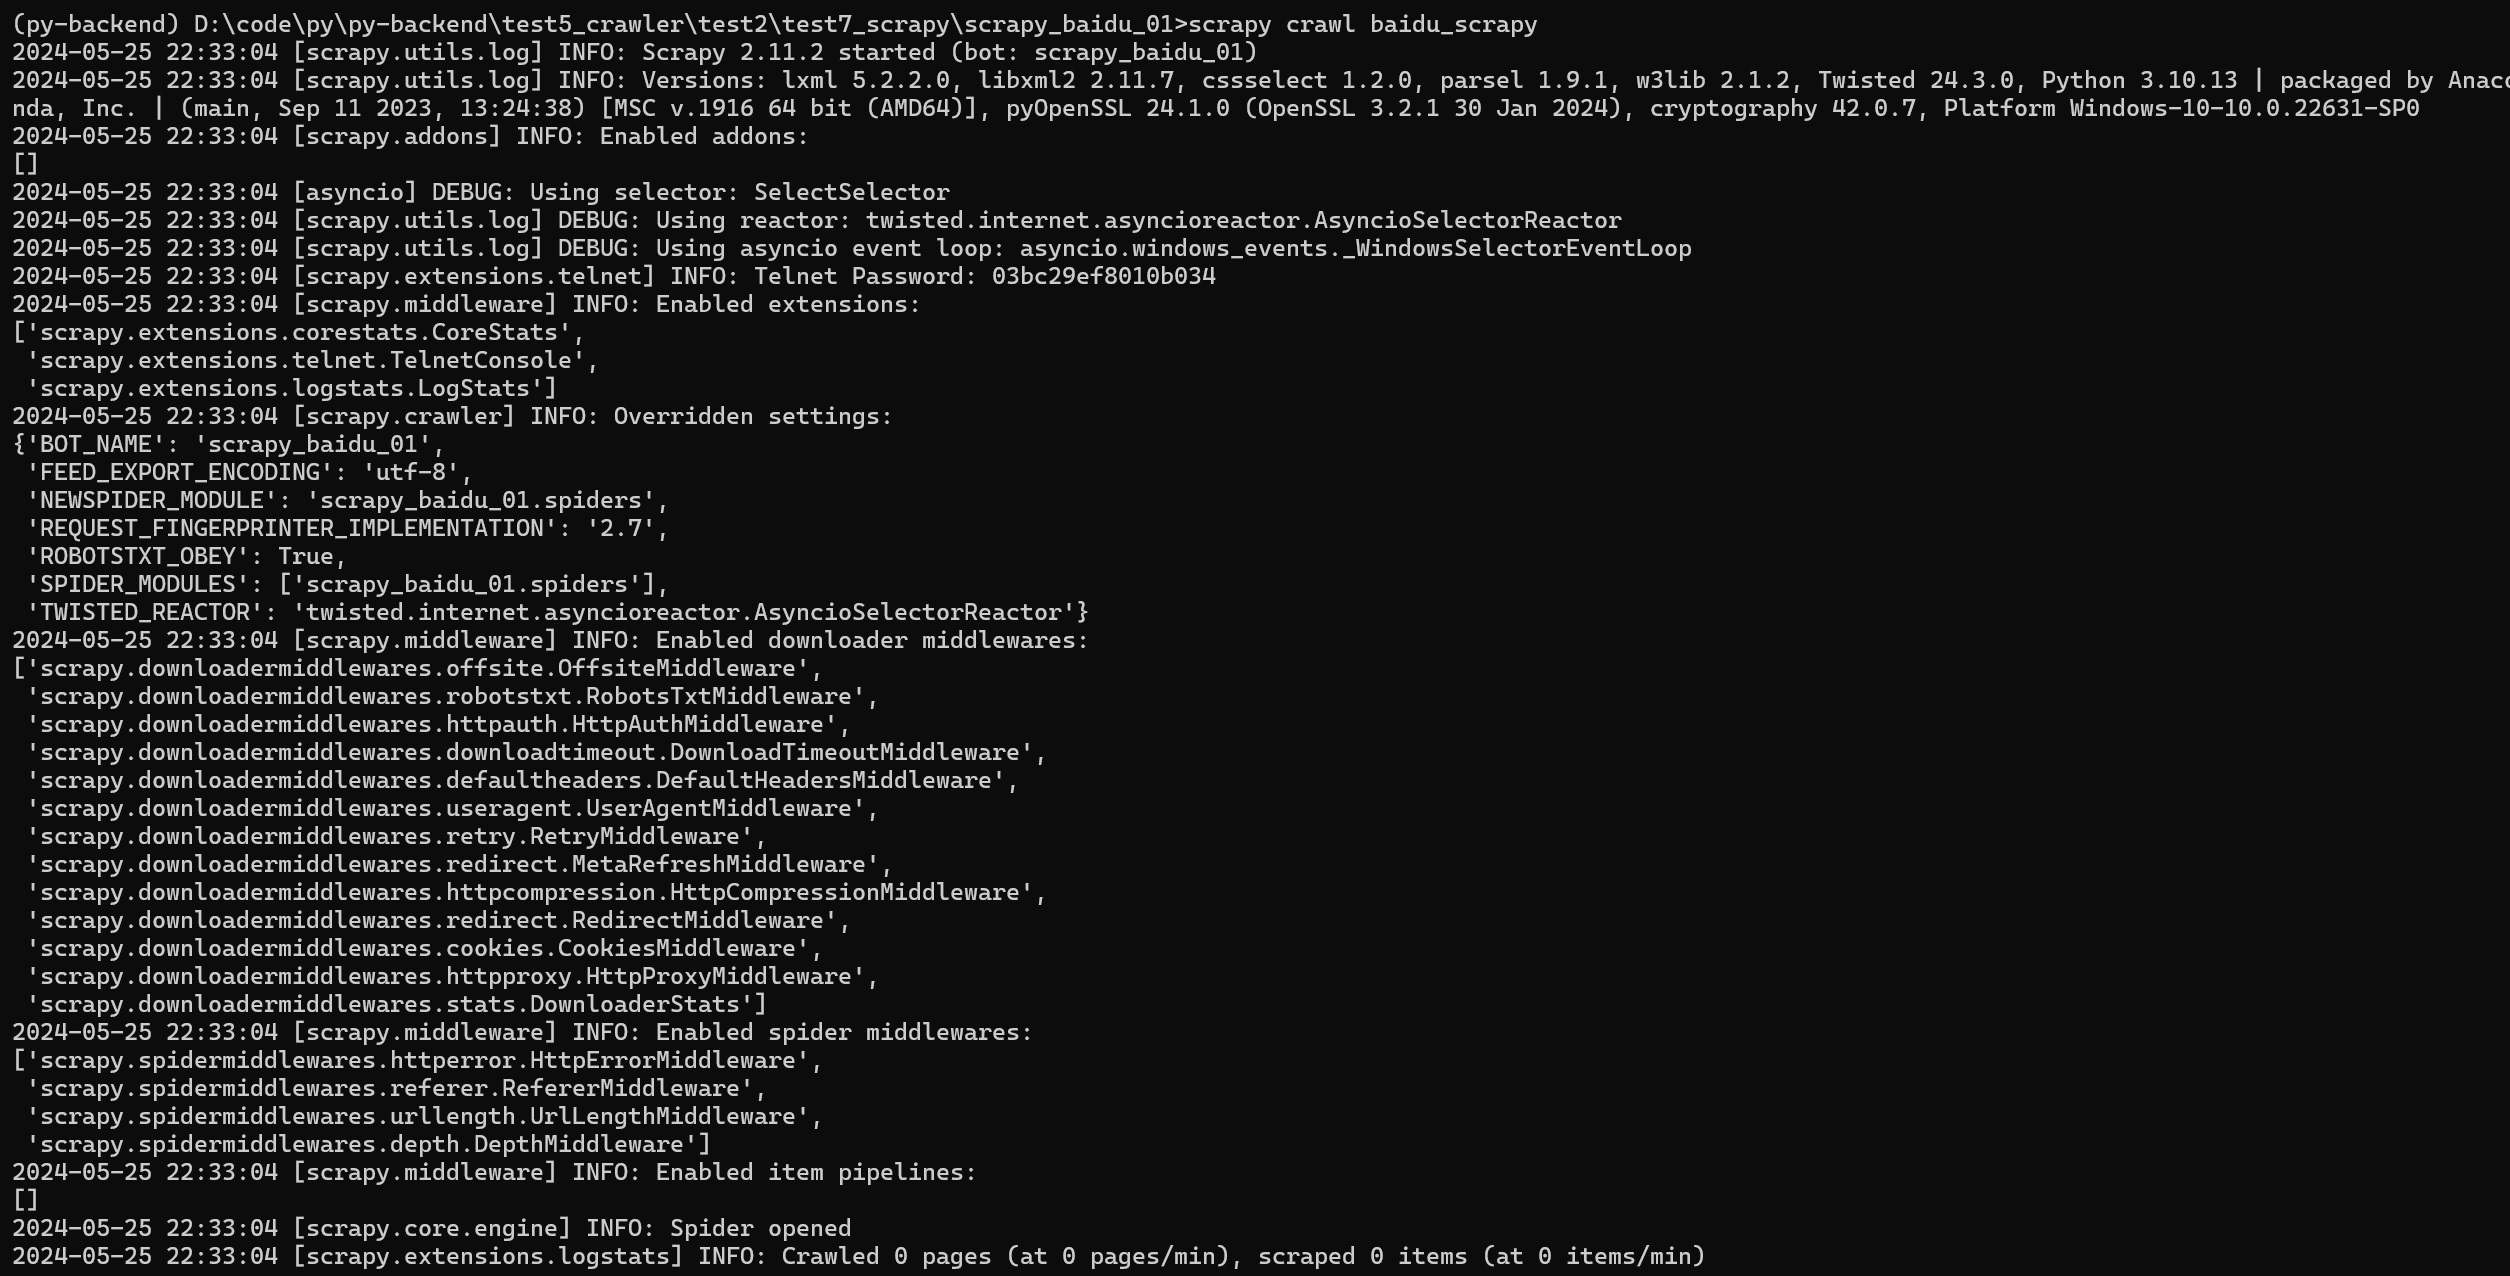 (py-backend) D:\code\py\py-backend\test5_crawler\test2\test7_scrapy\scrapy_baidu_01>scrapy crawl baidu_scrapy
2024-05-25 22:33:04 [scrapy.utils.log] INFO: Scrapy 2.11.2 started (bot: scrapy_baidu_01)
2024-05-25 22:33:04 [scrapy.utils.log] INFO: Versions: lxml 5.2.2.0, libxml2 2.11.7, cssselect 1.2.0, parsel 1.9.1, w3lib 2.1.2, Twisted 24.3.0, Python 3.10.13 | packaged by Anaco
nda, Inc. | (main, Sep 11 2023, 13:24:38) [MSC v.1916 64 bit (AMD64)], pyOpenSSL 24.1.0 (OpenSSL 3.2.1 30 Jan 2024), cryptography 42.0.7, Platform Windows-10-10.0.22631-SP0
2024-05-25 22:33:04 [scrapy.addons] INFO: Enabled addons:
[]
2024-05-25 22:33:04 [asyncio] DEBUG: Using selector: SelectSelector
2024-05-25 22:33:04 [scrapy.utils.log] DEBUG: Using reactor: twisted.internet.asyncioreactor.AsyncioSelectorReactor
2024-05-25 22:33:04 [scrapy.utils.log] DEBUG: Using asyncio event loop: asyncio.windows_events._WindowsSelectorEventLoop
2024-05-25 22:33:04 [scrapy.extensions.telnet] INFO: Telnet Password: 03bc29ef8010b034
2024-05-25 22:33:04 [scrapy.middleware] INFO: Enabled extensions:
['scrapy.extensions.corestats.CoreStats',
 'scrapy.extensions.telnet.TelnetConsole',
 'scrapy.extensions.logstats.LogStats']
2024-05-25 22:33:04 [scrapy.crawler] INFO: Overridden settings:
{'BOT_NAME': 'scrapy_baidu_01',
 'FEED_EXPORT_ENCODING': 'utf-8',
 'NEWSPIDER_MODULE': 'scrapy_baidu_01.spiders',
 'REQUEST_FINGERPRINTER_IMPLEMENTATION': '2.7',
 'ROBOTSTXT_OBEY': True,
 'SPIDER_MODULES': ['scrapy_baidu_01.spiders'],
 'TWISTED_REACTOR': 'twisted.internet.asyncioreactor.AsyncioSelectorReactor'}
2024-05-25 22:33:04 [scrapy.middleware] INFO: Enabled downloader middlewares:
['scrapy.downloadermiddlewares.offsite.OffsiteMiddleware',
 'scrapy.downloadermiddlewares.robotstxt.RobotsTxtMiddleware',
 'scrapy.downloadermiddlewares.httpauth.HttpAuthMiddleware',
 'scrapy.downloadermiddlewares.downloadtimeout.DownloadTimeoutMiddleware',
 'scrapy.downloadermiddlewares.defaultheaders.DefaultHeadersMiddleware',
 'scrapy.downloadermiddlewares.useragent.UserAgentMiddleware',
 'scrapy.downloadermiddlewares.retry.RetryMiddleware',
 'scrapy.downloadermiddlewares.redirect.MetaRefreshMiddleware',
 'scrapy.downloadermiddlewares.httpcompression.HttpCompressionMiddleware',
 'scrapy.downloadermiddlewares.redirect.RedirectMiddleware',
 'scrapy.downloadermiddlewares.cookies.CookiesMiddleware',
 'scrapy.downloadermiddlewares.httpproxy.HttpProxyMiddleware',
 'scrapy.downloadermiddlewares.stats.DownloaderStats']
2024-05-25 22:33:04 [scrapy.middleware] INFO: Enabled spider middlewares:
['scrapy.spidermiddlewares.httperror.HttpErrorMiddleware',
 'scrapy.spidermiddlewares.referer.RefererMiddleware',
 'scrapy.spidermiddlewares.urllength.UrlLengthMiddleware',
 'scrapy.spidermiddlewares.depth.DepthMiddleware']
2024-05-25 22:33:04 [scrapy.middleware] INFO: Enabled item pipelines:
[]
2024-05-25 22:33:04 [scrapy.core.engine] INFO: Spider opened
2024-05-25 22:33:04 [scrapy.extensions.logstats] INFO: Crawled 0 pages (at 0 pages/min), scraped 0 items (at 0 items/min)